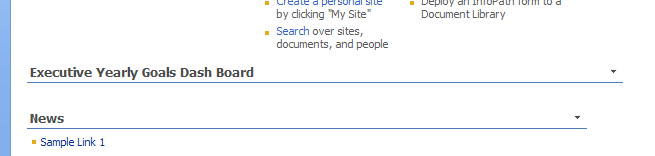 Create a personal site
by clicking "My Site"
Search over sites,
documents, and people
Deploy an InfoPath form to a
Document Library
Executive Yearly Goals Dash Board
News
Sample Link 1